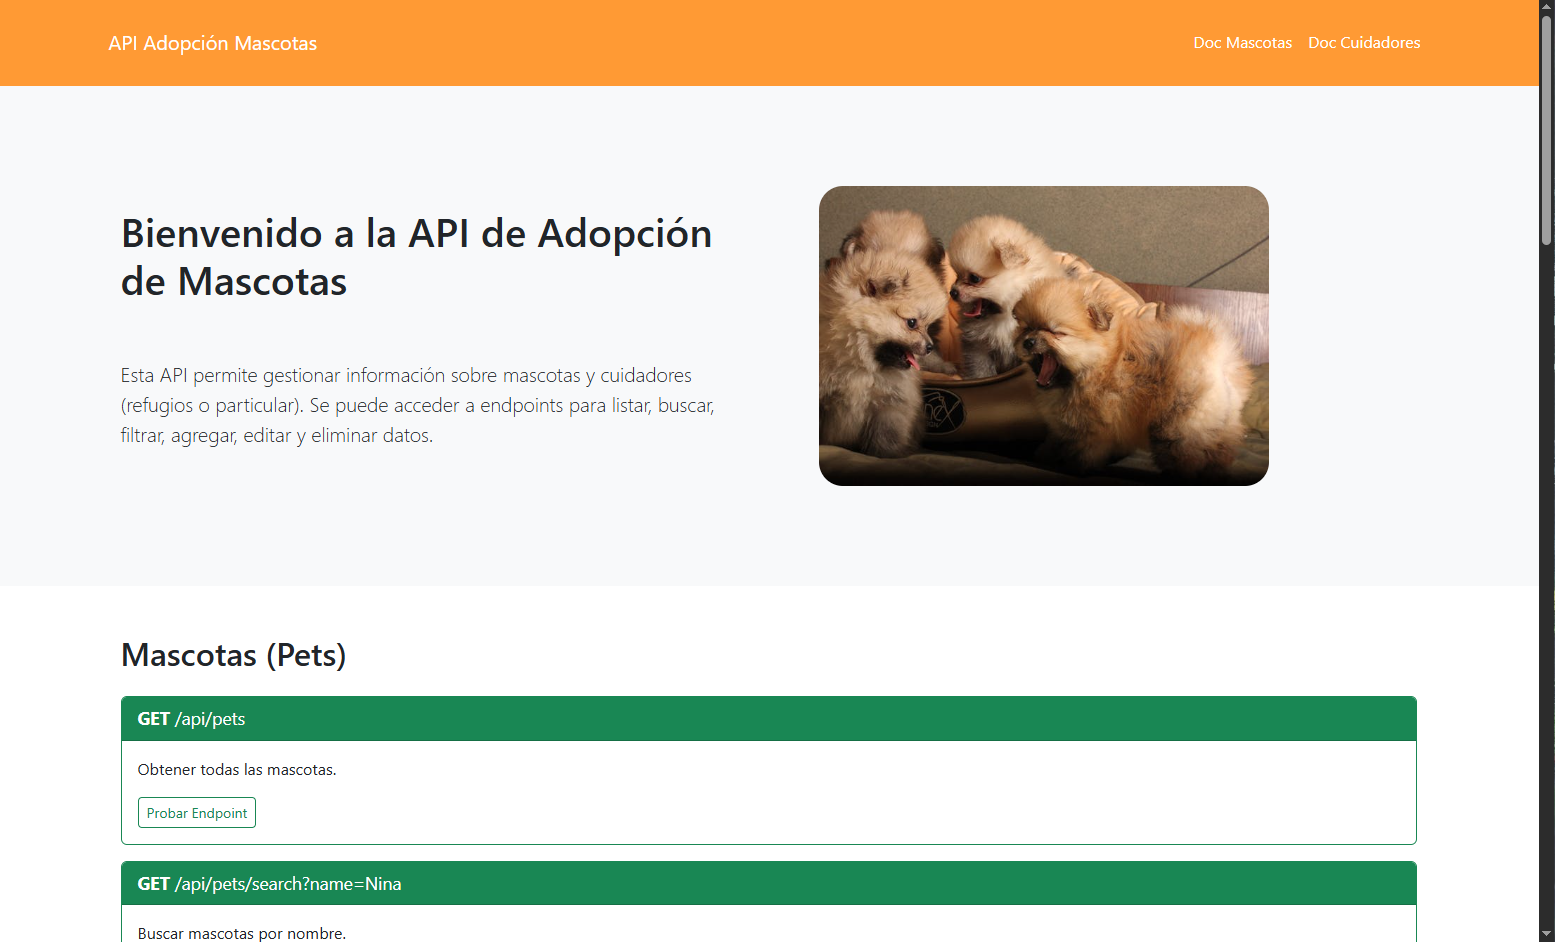 API Adopción Mascotas
Doc Mascotas
Doc Cuidadores
Bienvenido a la API de Adopción
de Mascotas
Esta API permite gestionar información sobre mascotas y cuidadores
(refugios o particular). Se puede acceder a endpoints para listar, buscar,
filtrar, agregar, editar y eliminar datos.
Mascotas (Pets)
GET /api/pets
Obtener todas las mascotas.
Probar Endpoint
GET /api/pets/search?name=Nina
Buscar mascotas por nombre.